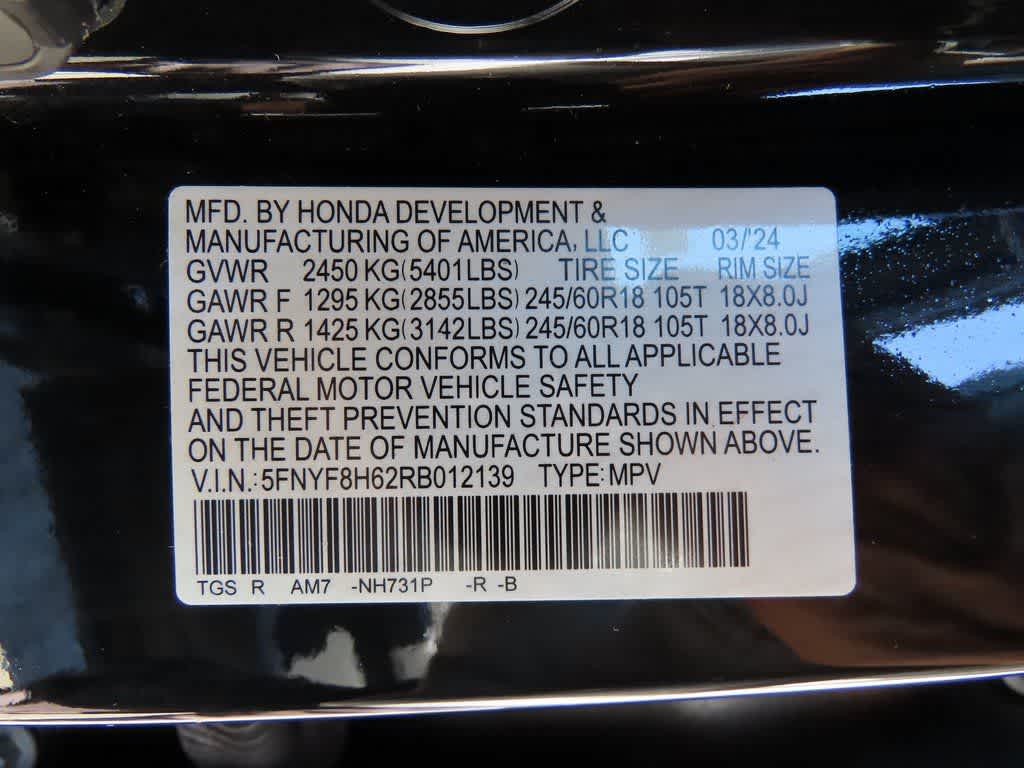 MFD. BY HONDA DEVELOPMENT &
MANUFACTURING OF AMERICA, LLC 03/'24
GVWR 2450 KG(5401LBS) TIRE SIZE RIM SIZE
GAWR F 1295 KG(2855LBS) 245/60R18 105T 18X8.0J
GAWR R 1425 KG(3142LBS) 245/60R18 105T 18X8.0J
THIS VEHICLE CONFORMS TO ALL APPLICABLE
FEDERAL MOTOR VEHICLE SAFETY
AND THEFT PREVENTION STANDARDS IN EFFECT
ON THE DATE OF MANUFACTURE SHOWN ABOVE.
V.I.N.:5FNYF8H62RB012139 TYPE: MPV
TGS R AM7 -NH731P -R -B